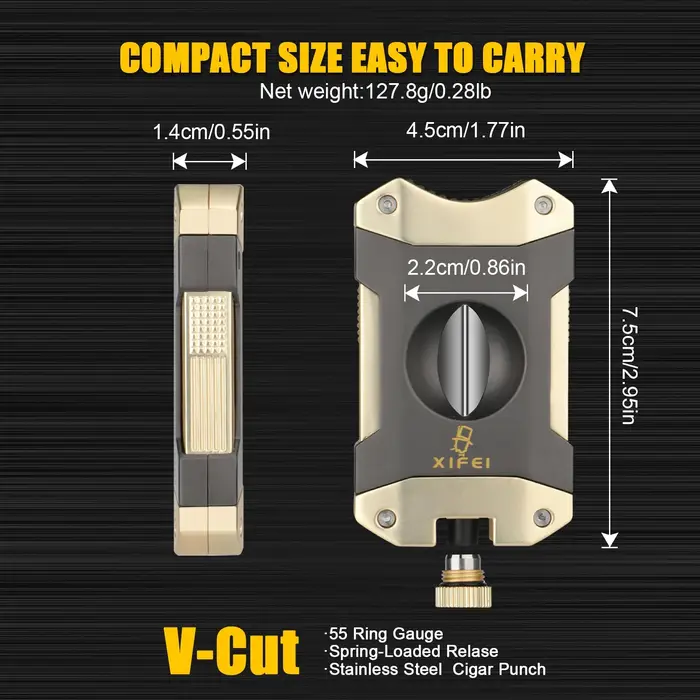 COMPACT SIZE EASY TO CARRY
Net weight:127.8g/0.28lb
1.4cm/0.55in
4.5cm/1.77in
2.2cm/0.86in
7.5cm/2.95in
XIFEI
V-Cut
·55 Ring Gauge
·Spring-Loaded Relase
·Stainless Steel Cigar Punch